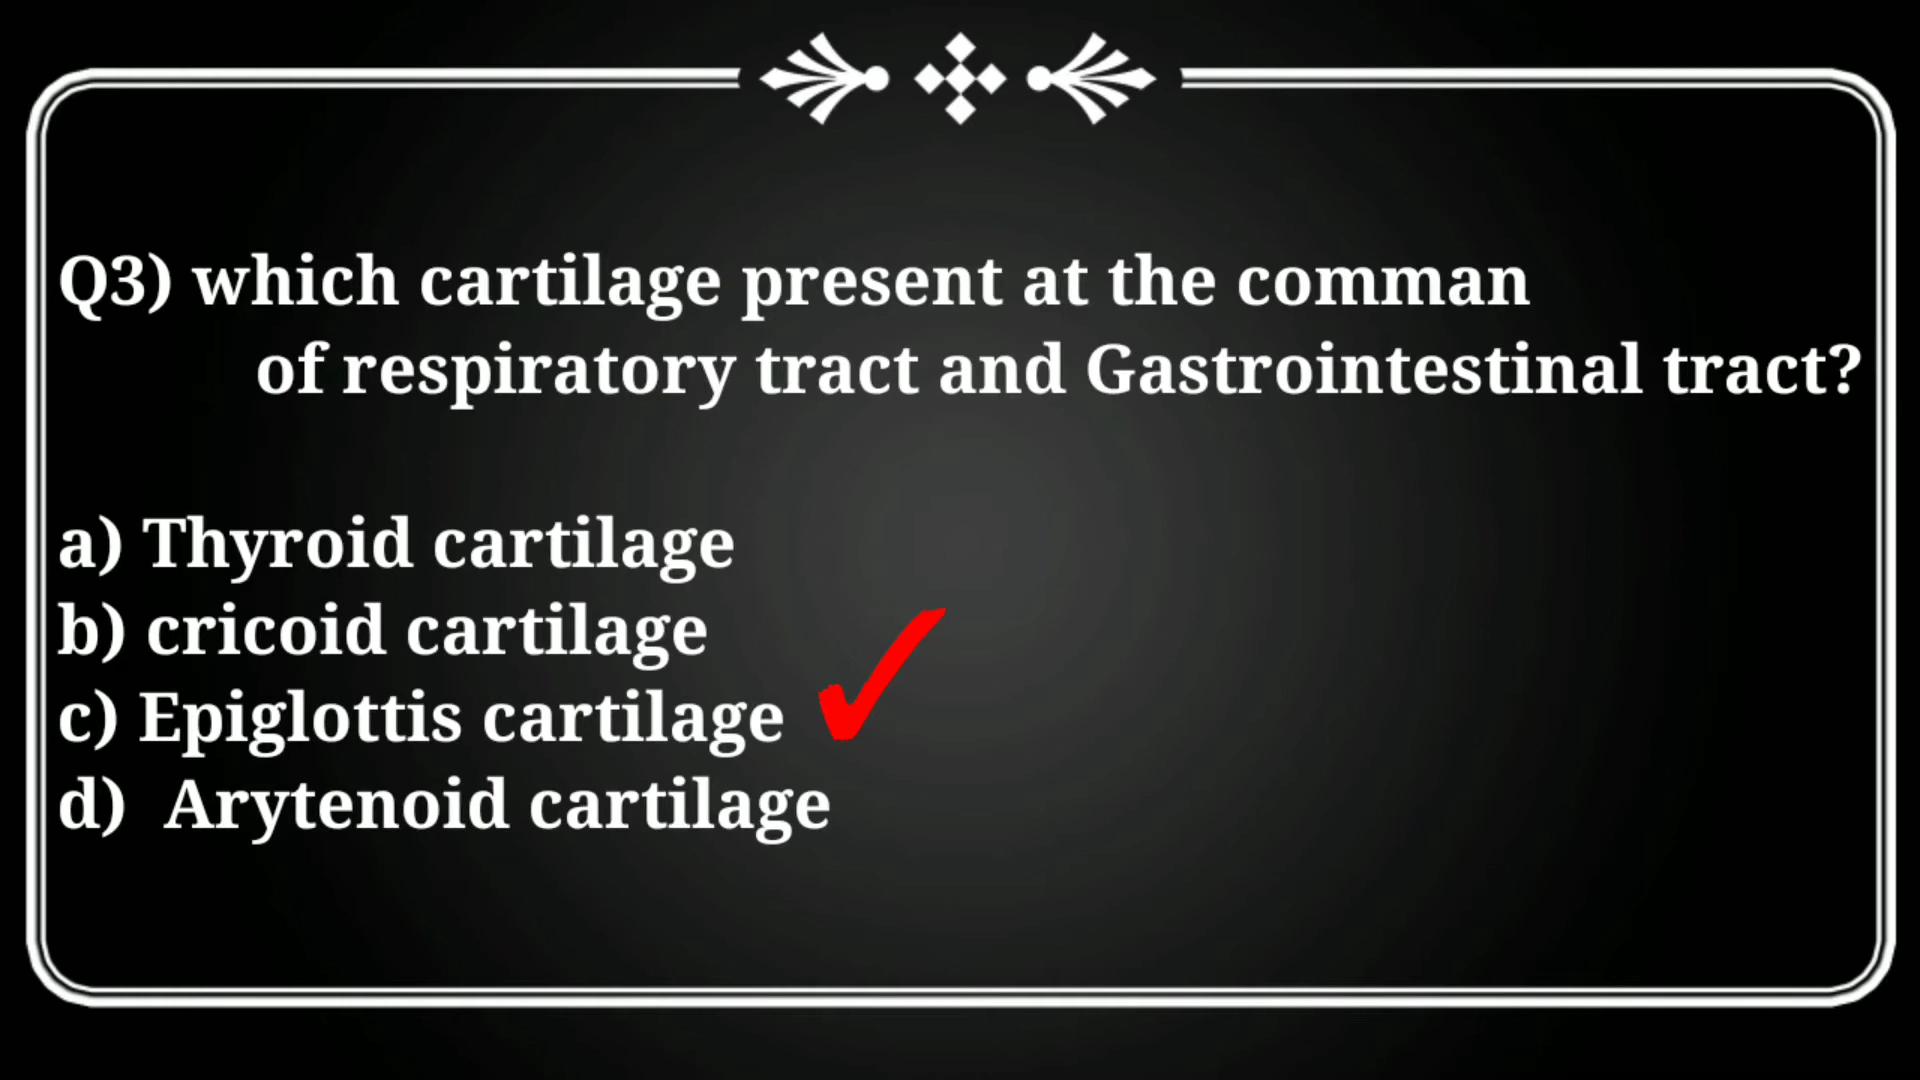 Q3) which cartilage present at the comman
of respiratory tract and Gastrointestinal tract?
a) Thyroid cartilage
b) cricoid cartilage
c) Epiglottis cartilage
d) Arytenoid cartilage